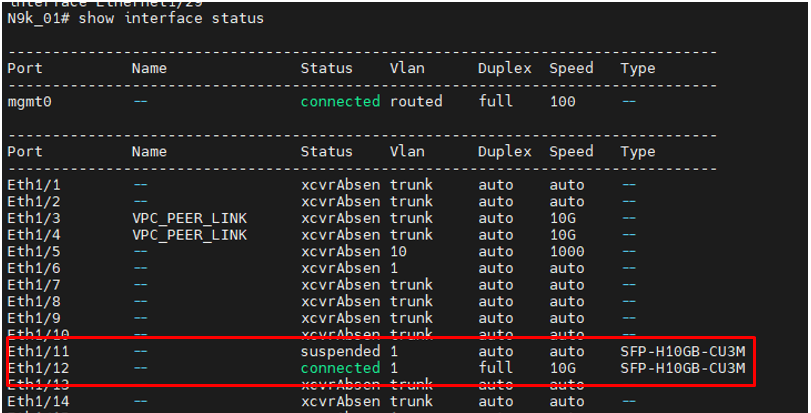 interface Ethernet1/29
N9k_01# show interface status
--------------------------------------------------------------------------------
Port Name Status Vlan Duplex Speed Type
--------------------------------------------------------------------------------
mgmt0 -- connected routed full 100 --
--------------------------------------------------------------------------------
Port Name Status Vlan Duplex Speed Type
--------------------------------------------------------------------------------
Eth1/1 -- xcvrAbsen trunk auto auto --
Eth1/2 -- xcvrAbsen trunk auto auto --
Eth1/3 VPC_PEER_LINK xcvrAbsen trunk auto 10G --
Eth1/4 VPC_PEER_LINK xcvrAbsen trunk auto 10G --
Eth1/5 -- xcvrAbsen 10 auto 1000 --
Eth1/6 -- xcvrAbsen 1 auto auto --
Eth1/7 -- xcvrAbsen trunk auto auto --
Eth1/8 -- xcvrAbsen trunk auto auto --
Eth1/9 -- xcvrAbsen trunk auto auto --
Eth1/10 -- xcvrAbsen trunk auto auto --
Eth1/11 -- suspended 1 auto auto SFP-H10GB-CU3M
Eth1/12 -- connected 1 full 10G SFP-H10GB-CU3M
Eth1/13 -- xcvrAbsen trunk auto auto --
Eth1/14 -- xcvrAbsen trunk auto auto --